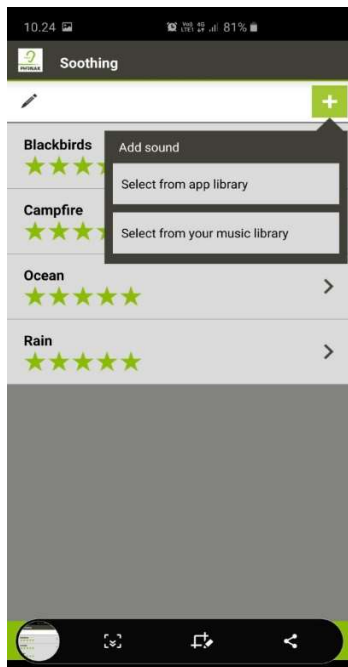 10.24 81%
PHONAK
Soothing
Blackbirds
Add sound
Select from app library
Campfire
Select from your music library
Ocean
Rain